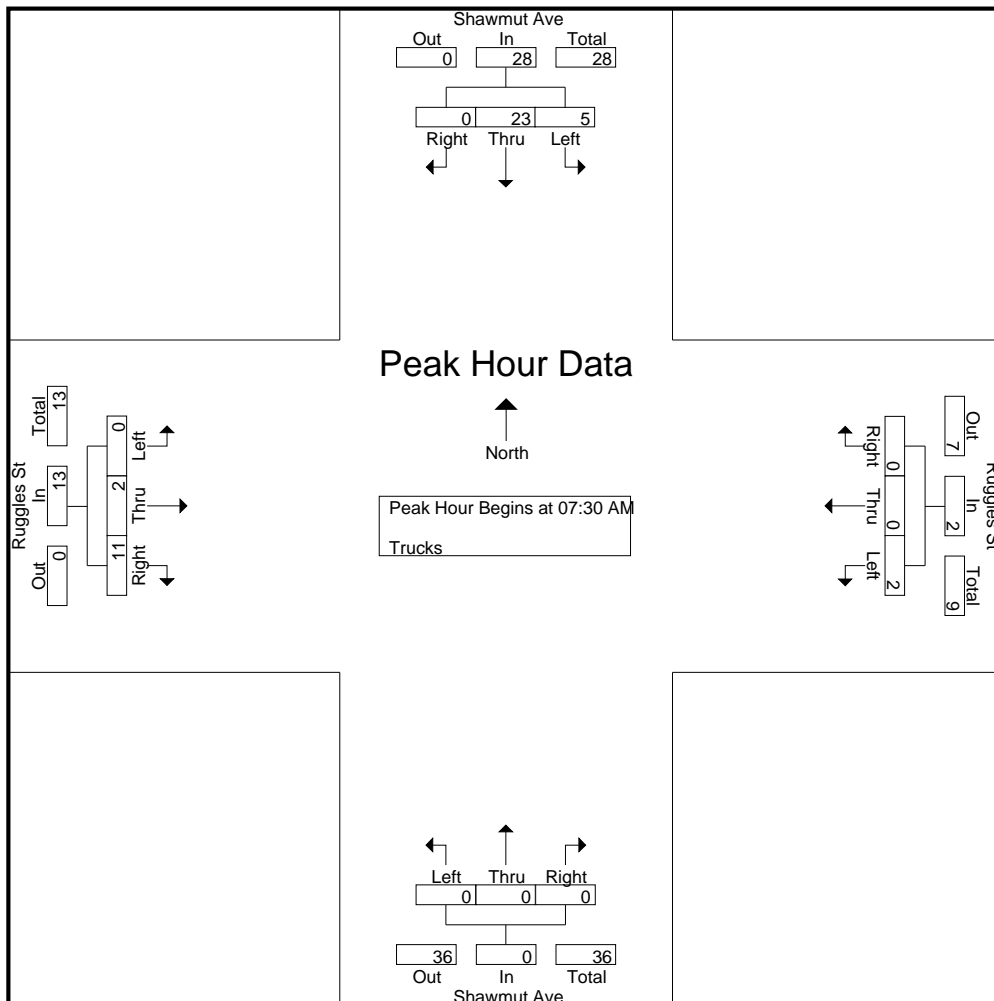 Shawmut Ave
Out In Total
0 28 28
0 23 5
Right Thru Left
Peak Hour Data
North
Peak Hour Begins at 07:30 AM
Trucks
Ruggles St
Total In Out
13 13 0
0 2 11
Left Thru Right
Ruggles St
Out In Total
7 2 9
0 0 2
Right Thru Left
Left Thru Right
0 0 0
36 0 36
Out In Total
Shawmut Ave